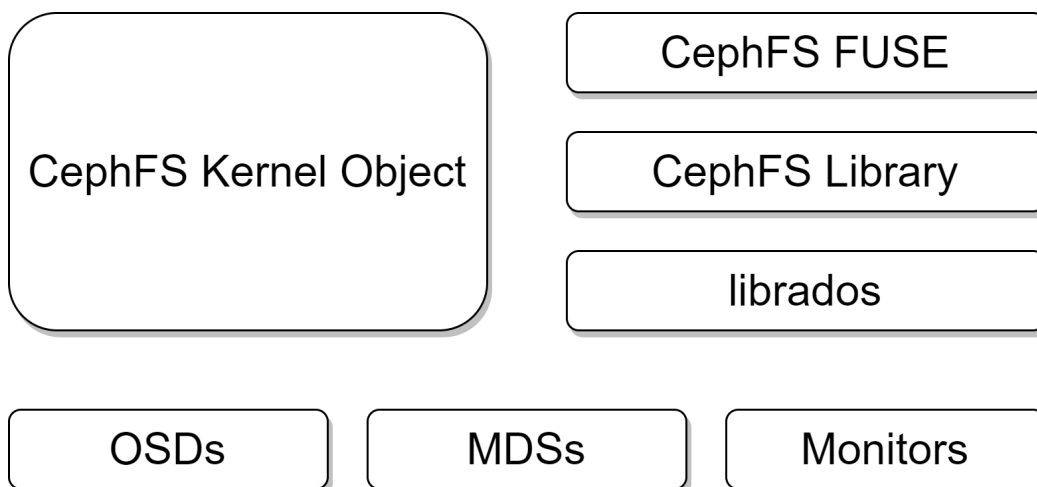 CephFS Kernel Object
CephFS FUSE
CephFS Library
librados
OSDs
MDSs
Monitors